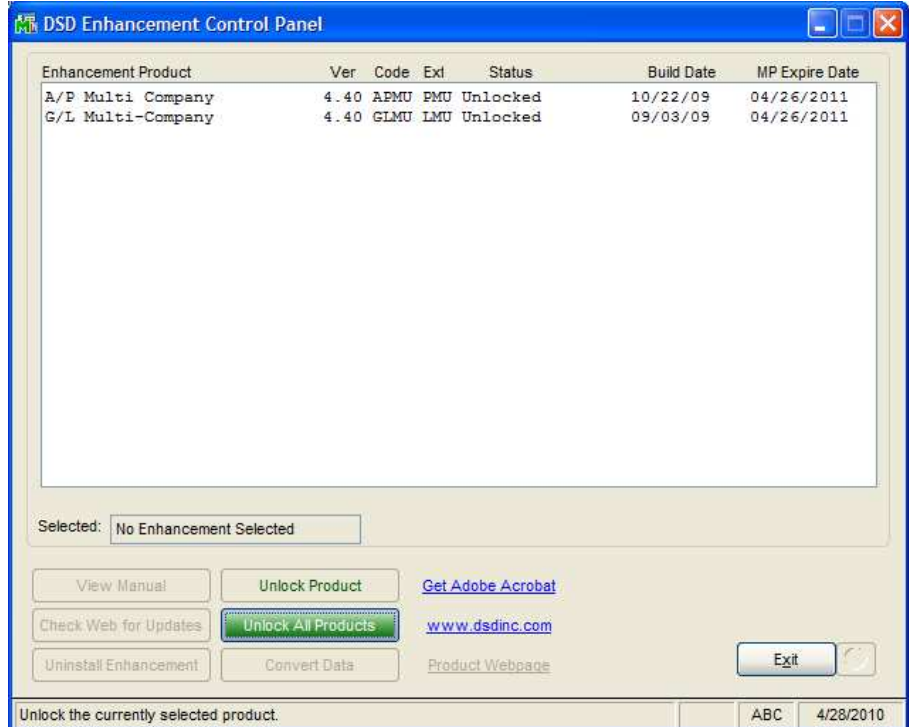 DSD Enhancement Control Panel
Enhancement Product Ver Code Ext Status Build Date MP Expire Date
A/P Multi Company 4.40 APMU PMU Unlocked 10/22/09 04/26/2011
G/L Multi-Company 4.40 GLMU LMU Unlocked 09/03/09 04/26/2011
Selected: No Enhancement Selected
View Manual Unlock Product Get Adobe Acrobat
Check Web for Updates Unlock All Products www.dsdinc.com
Uninstall Enhancement Convert Data Product Webpage
Exit
Unlock the currently selected product. ABC 4/28/2010